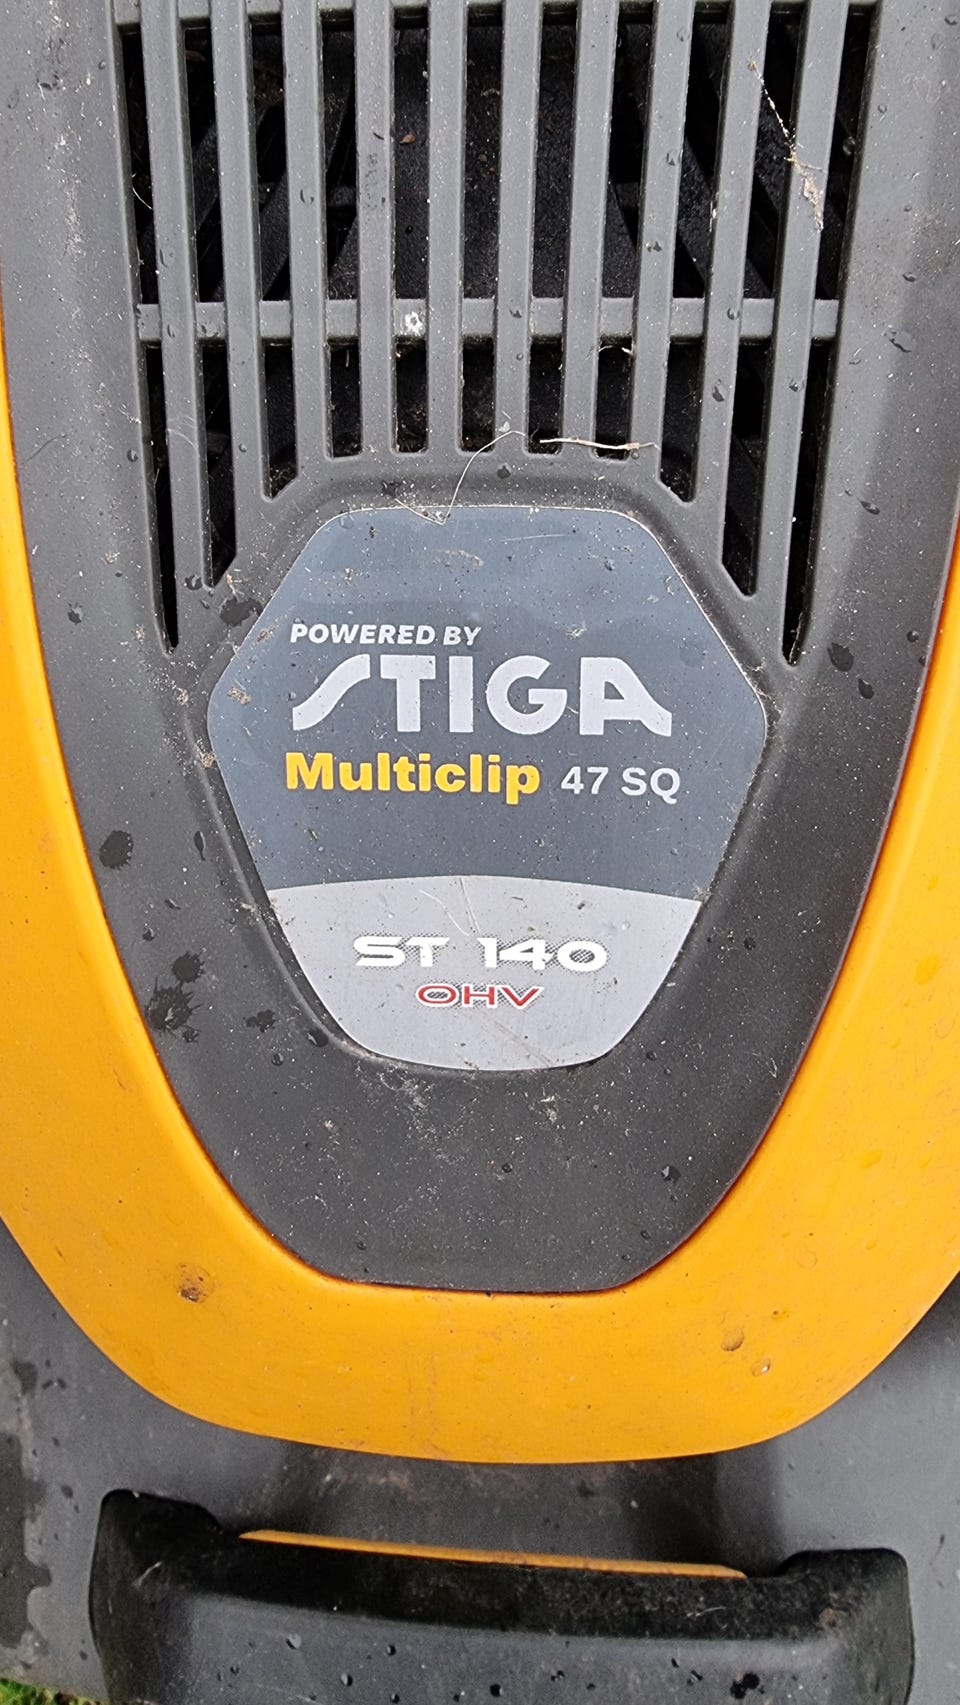 POWERED BY
STIGA
Multiclip 47 SQ
ST 140
OHV